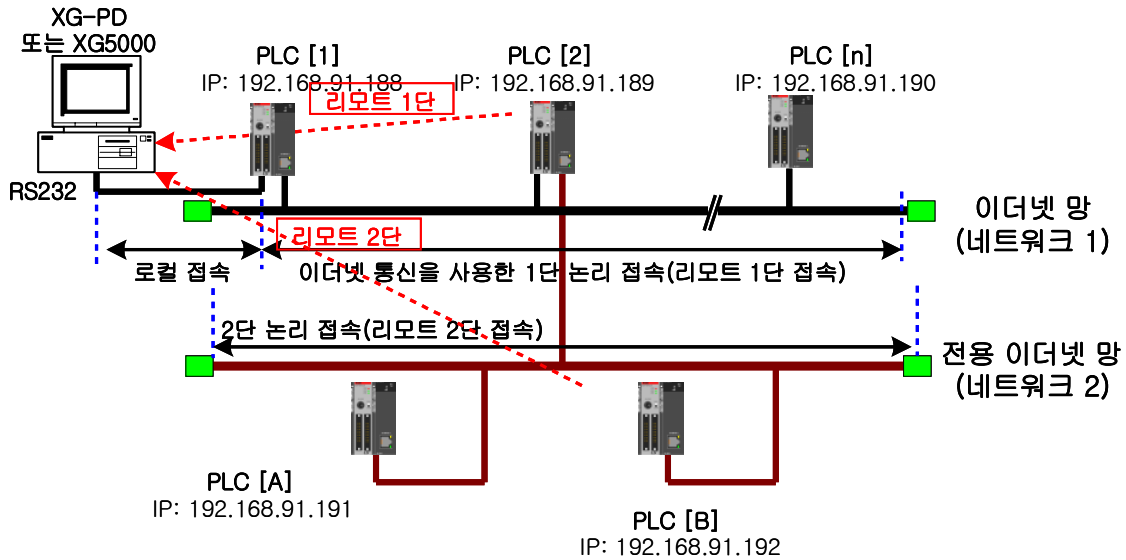 XG-PD
또는 XG5000
PLC [1]
IP: 192.168.91.188
PLC [2]
IP: 192.168.91.189
PLC [n]
IP: 192.168.91.190
리모트 1단
RS232
이더넷 망
(네트워크 1)
리모트 2단
로컬 접속
이더넷 통신을 사용한 1단 논리 접속(리모트 1단 접속)
2단 논리 접속(리모트 2단 접속)
전용 이더넷 망
(네트워크 2)
PLC [A]
IP: 192.168.91.191
PLC [B]
IP: 192.168.91.192